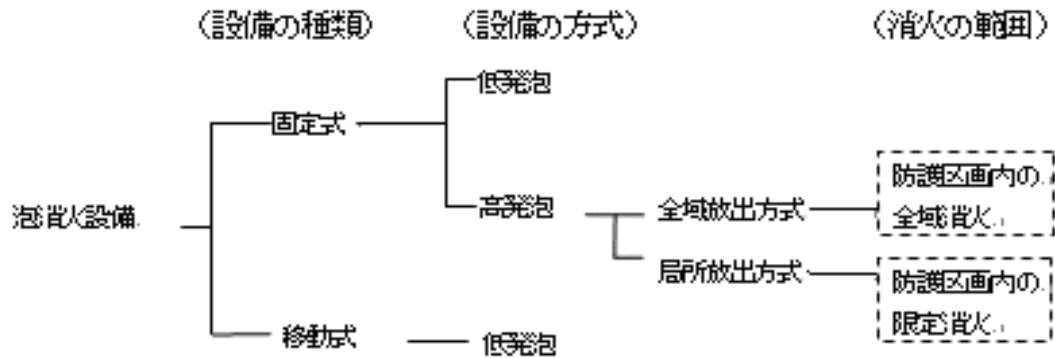 （設備の種類）
（設備の方式）
（消火の範囲）
低発泡
固定式
防護区画内の
全域消火
泡消火設備
高発泡
全域放出方式
局所放出方式
防護区画内の
限定消火
移動式
低発泡